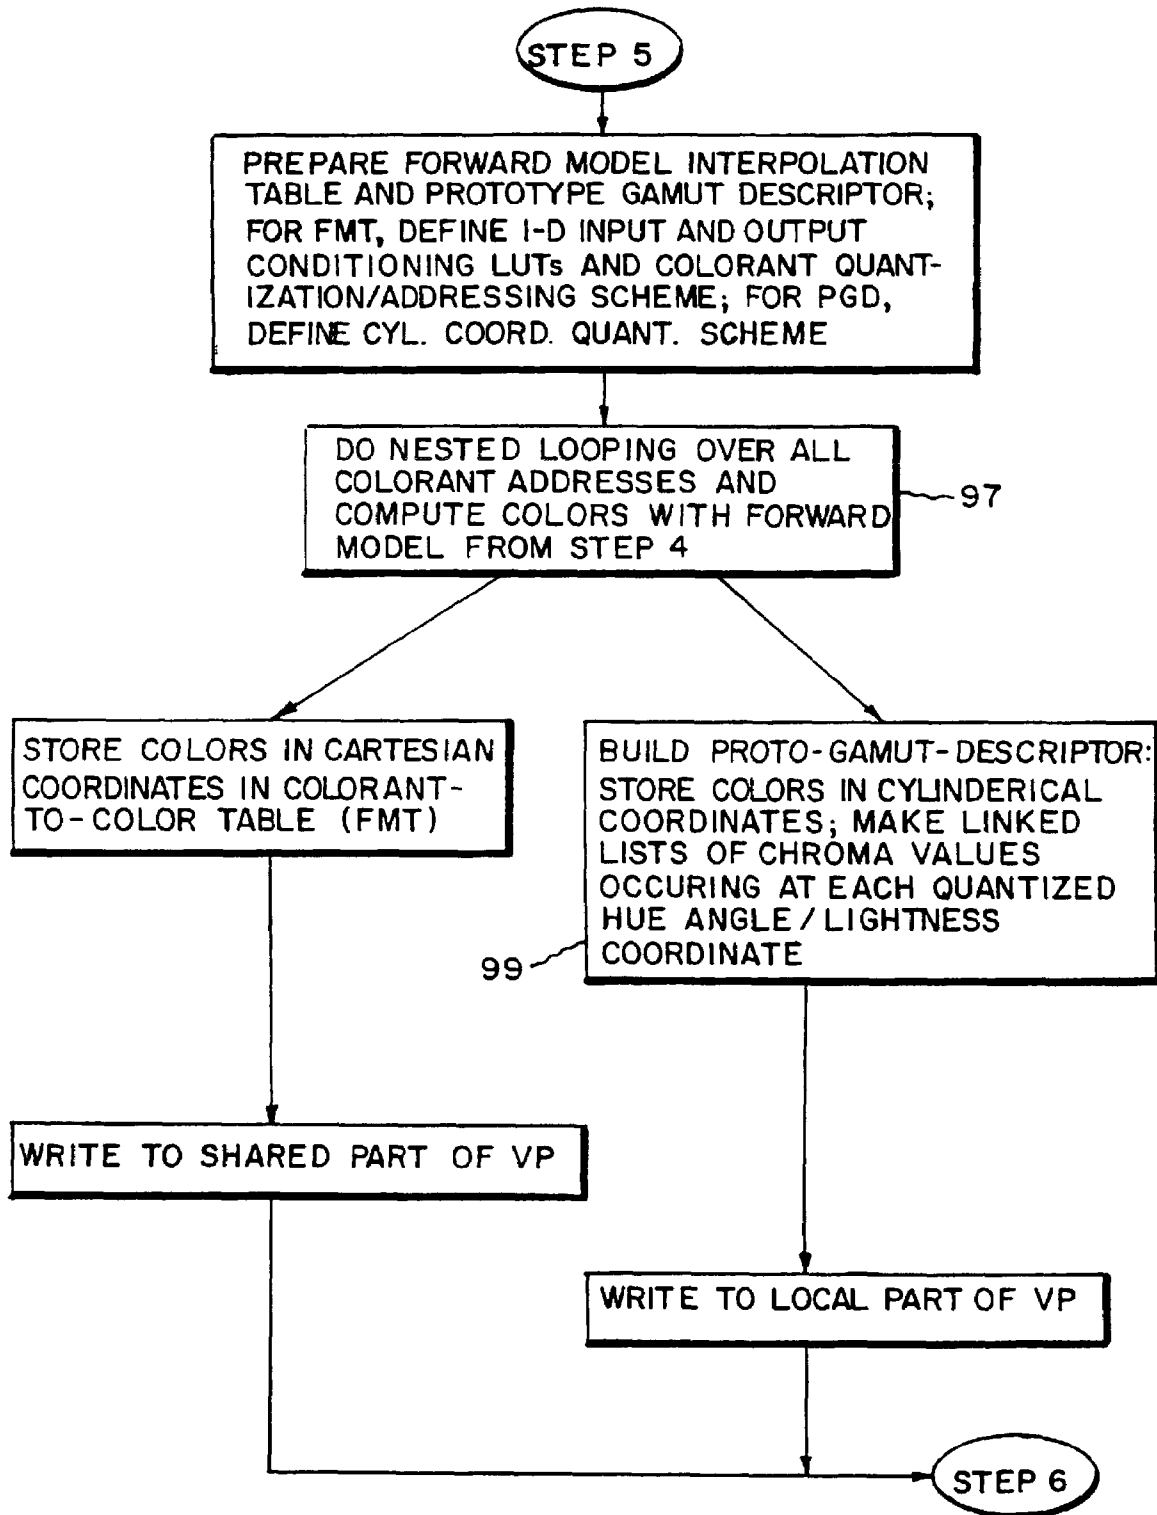 STEP 5
PREPARE FORWARD MODEL INTERPOLATION
TABLE AND PROTOTYPE GAMUT DESCRIPTOR;
FOR FMT, DEFINE 1-D INPUT AND OUTPUT
CONDITIONING LUTs AND COLORANT QUANT-
IZATION/ADDRESSING SCHEME; FOR PGD,
DEFINE CYL. COORD. QUANT. SCHEME
DO NESTED LOOPING OVER ALL
COLORANT ADDRESSES AND
COMPUTE COLORS WITH FORWARD
MODEL FROM STEP 4
97
STORE COLORS IN CARTESIAN
COORDINATES IN COLORANT-
TO-COLOR TABLE (FMT)
BUILD PROTO-GAMUT-DESCRIPTOR:
STORE COLORS IN CYLINDERICAL
COORDINATES; MAKE LINKED
LISTS OF CHROMA VALUES
OCCURING AT EACH QUANTIZED
HUE ANGLE/LIGHTNESS
COORDINATE
99
WRITE TO SHARED PART OF VP
WRITE TO LOCAL PART OF VP
STEP 6